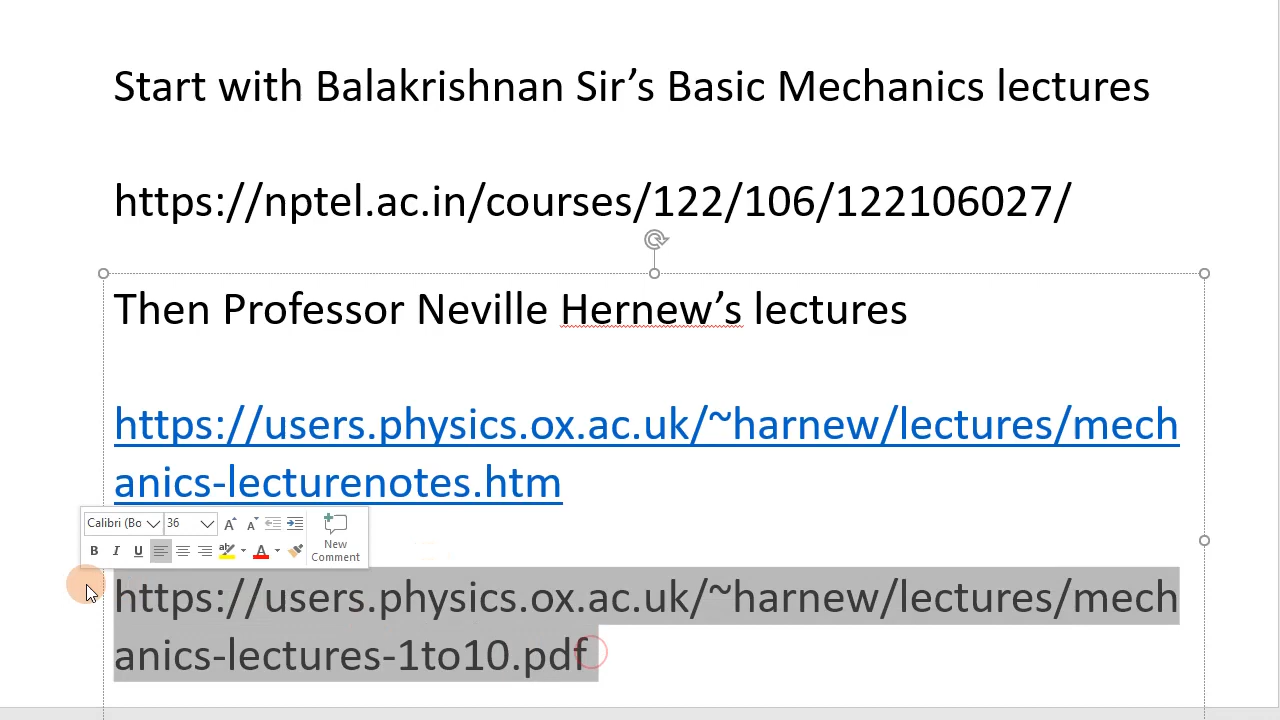 Start with Balakrishnan Sir’s Basic Mechanics lectures
https://nptel.ac.in/courses/122/106/122106027/
Then Professor Neville Hernew’s lectures
https://users.physics.ox.ac.uk/~harnew/lectures/mech
anics-lecturenotes.htm
Calibri (Bo 36 A A New
B I U ab A Comment
https://users.physics.ox.ac.uk/~harnew/lectures/mech
anics-lectures-1to10.pdf